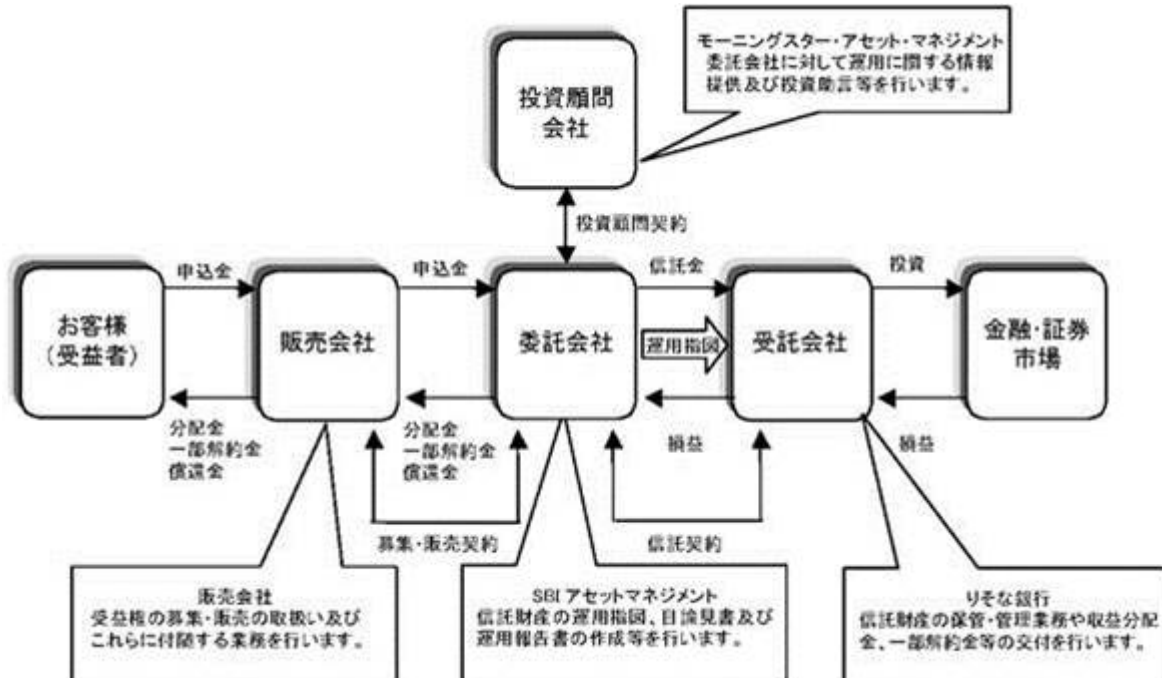 モーニングスター・アセット・マネジメント
委託会社に対して運用に関する情報
提供及び投資助言等を行います。
投資顧問
会社
投資顧問契約
申込金
申込金
信託金
投資
お客様
(受益者)
販売会社
委託会社
運用指図
受託会社
金融・証券
市場
分配金
一部解約金
償還金
分配金
一部解約金
償還金
損益
損益
募集・販売契約
信託契約
販売会社
受益権の募集・販売の取扱い及び
これらに付随する業務を行います。
SBIアセットマネジメント
信託財産の運用指図、目論見書及び
運用報告書の作成等を行います。
りそな銀行
信託財産の保管・管理業務や収益分配
金、一部解約金等の交付を行います。